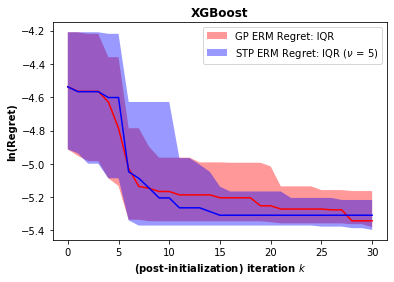 XGBoost
GP ERM Regret: IQR
STP ERM Regret: IQR (ν = 5)
ln(Regret)
−4.2
−4.4
−4.6
−4.8
−5.0
−5.2
−5.4
0
5
10
15
20
25
30
(post-initialization) iteration k